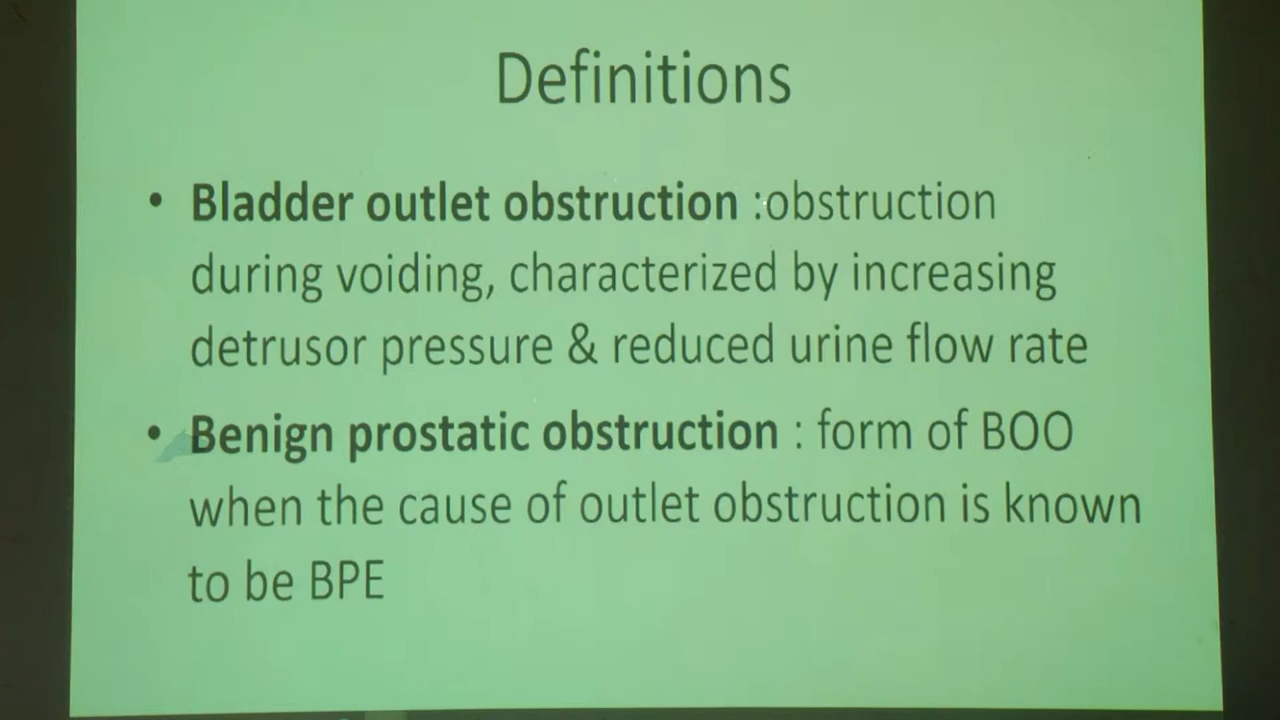 Definitions
• Bladder outlet obstruction :obstruction
during voiding, characterized by increasing
detrusor pressure & reduced urine flow rate
• Benign prostatic obstruction : form of BOO
when the cause of outlet obstruction is known
to be BPE